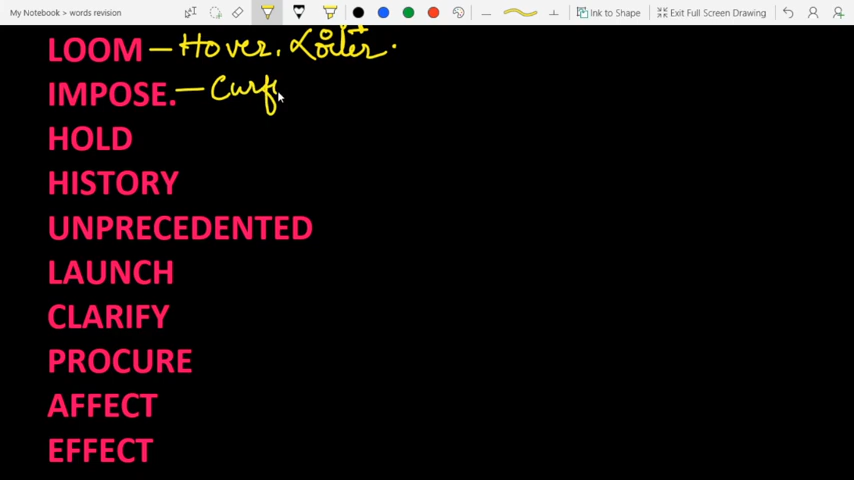 My Notebook > words revision
Ink to Shape
Exit Full Screen Drawing
LOOM – Hover. Loiter.
IMPOSE. – Curf
HOLD
HISTORY
UNPRECEDENTED
LAUNCH
CLARIFY
PROCURE
AFFECT
EFFECT